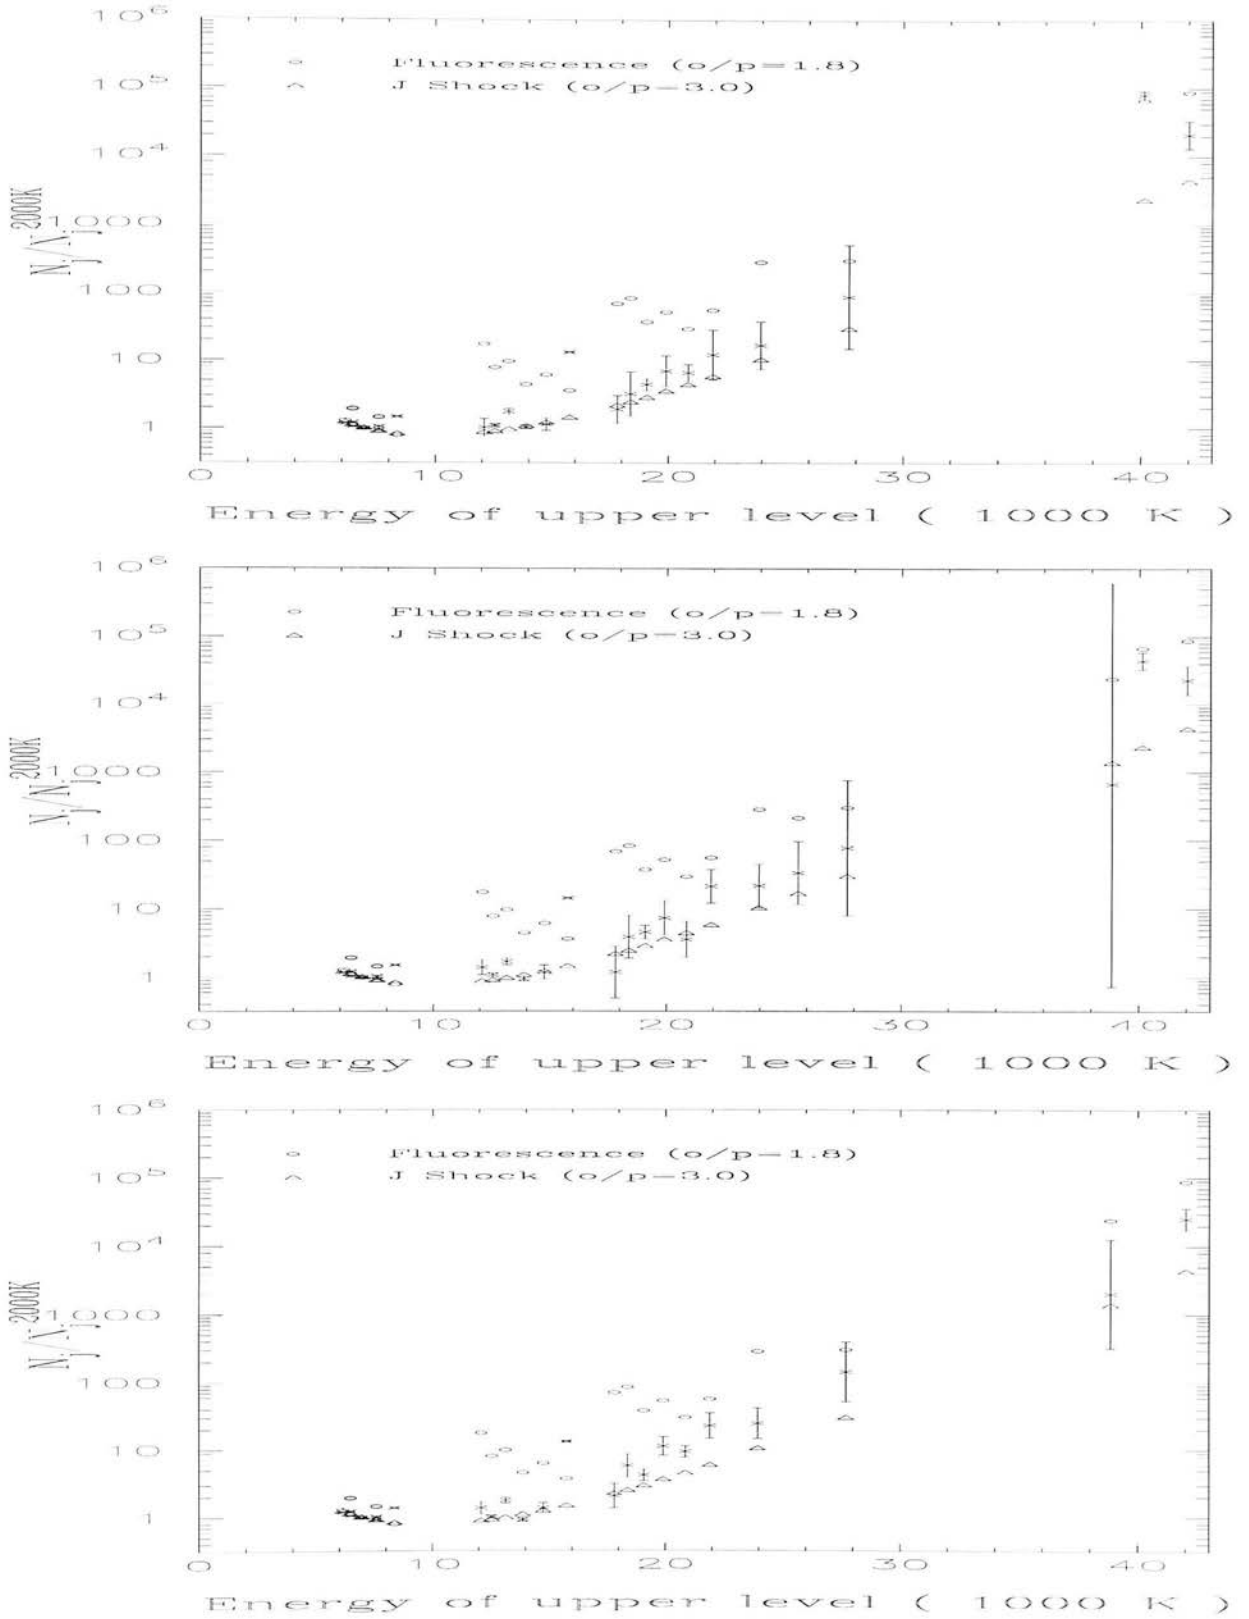 10^6
Fluorescence (o/p=1.8)
10^5
J Shock (o/p=3.0)
10^4
1000
N_j/N_j^2000K
100
10
1
0 10 20 30 40
Energy of upper level ( 1000 K )
10^6
Fluorescence (o/p=1.8)
10^5
J Shock (o/p=3.0)
10^4
1000
N_j/N_j^2000K
100
10
1
0 10 20 30 40
Energy of upper level ( 1000 K )
10^6
Fluorescence (o/p=1.8)
10^5
J Shock (o/p=3.0)
10^4
1000
N_j/N_j^2000K
100
10
1
0 10 20 30 40
Energy of upper level ( 1000 K )